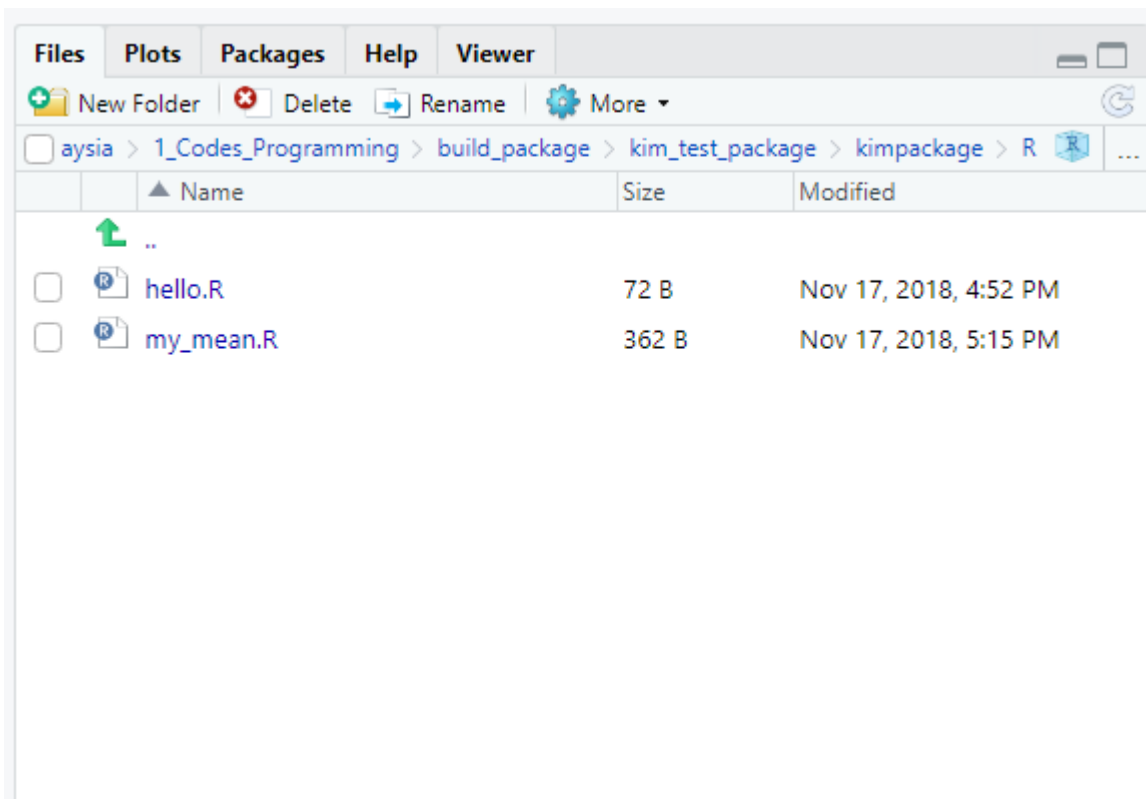 Files Plots Packages Help Viewer
New Folder Delete Rename More
aysia > 1_Codes_Programming > build_package > kim_test_package > kimpackage > R R ...
Name Size Modified
..
hello.R 72 B Nov 17, 2018, 4:52 PM
my_mean.R 362 B Nov 17, 2018, 5:15 PM